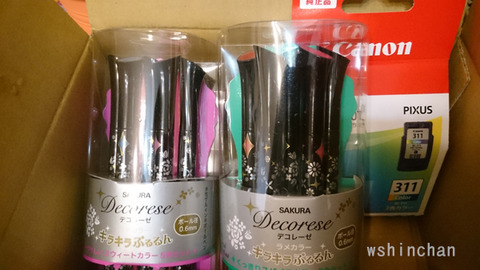 SAKURA
Decorese
デコレーゼ
ボール径
0.6mm
キラキラぷるるん
SAKURA
Decorese
デコレーゼ
ラメカラー
ボール径
0.6mm
キラキラぷるるん
純正品
Canon
PIXUS
311
311
wshinchan